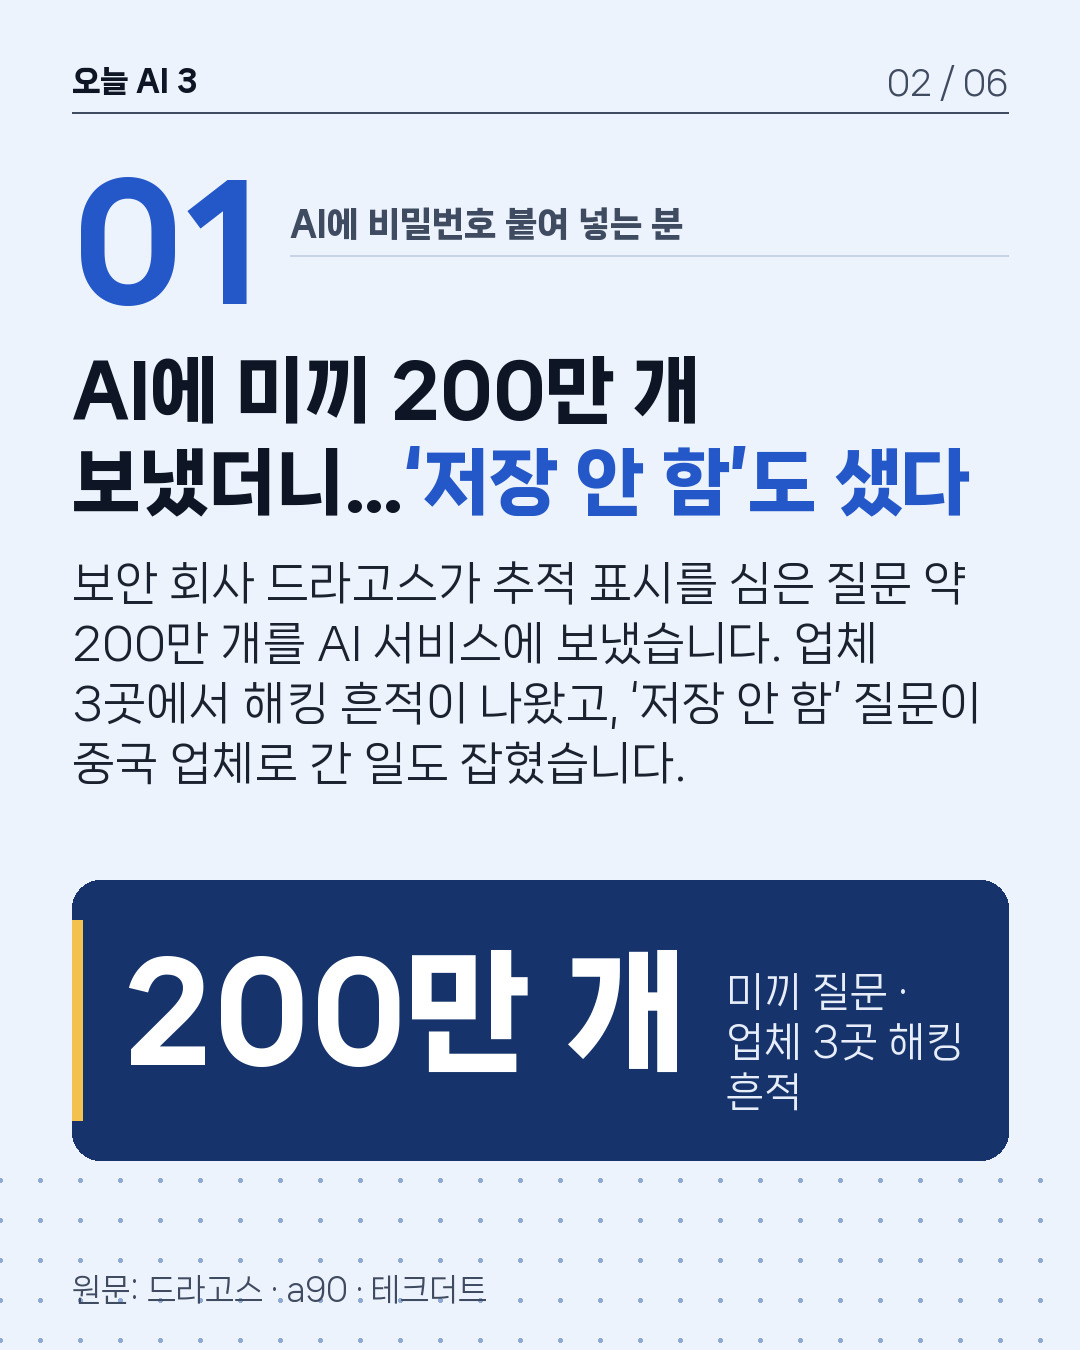 오늘 AI 3
02 / 06
01
AI에 비밀번호 붙여 넣는 분
AI에 미끼 200만 개
보냈더니…‘저장 안 함’도 샜다
보안 회사 드라고스가 추적 표시를 심은 질문 약
200만 개를 AI 서비스에 보냈습니다. 업체
3곳에서 해킹 흔적이 나왔고, ‘저장 안 함’ 질문이
중국 업체로 간 일도 잡혔습니다.
200만 개
미끼 질문 ·
업체 3곳 해킹
흔적
원문: 드라고스 · a90 · 테크더트